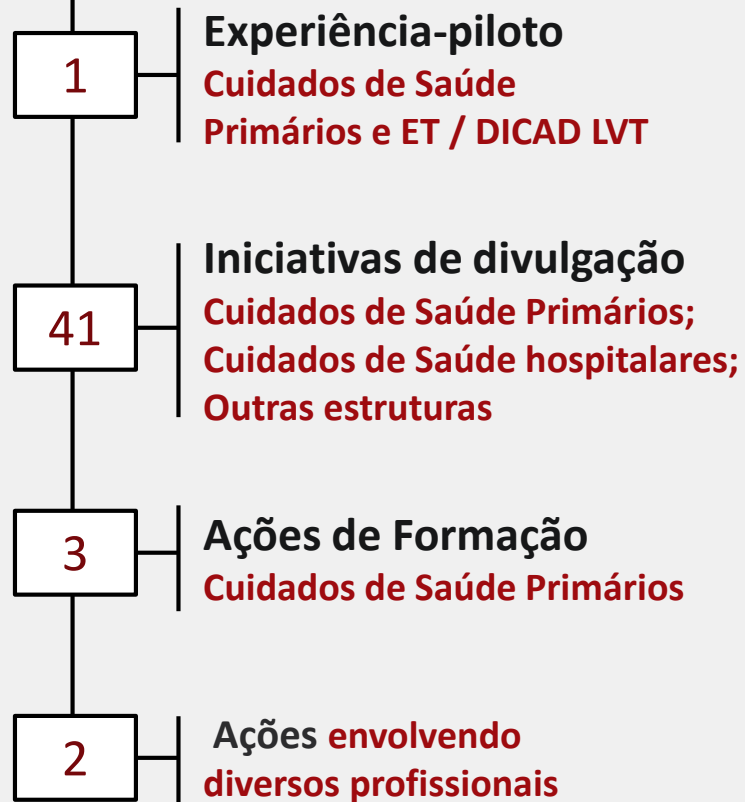 1
Experiência-piloto
Cuidados de Saúde
Primários e ET / DICAD LVT
41
Iniciativas de divulgação
Cuidados de Saúde Primários;
Cuidados de Saúde hospitalares;
Outras estruturas
3
Ações de Formação
Cuidados de Saúde Primários
2
Ações envolvendo
diversos profissionais